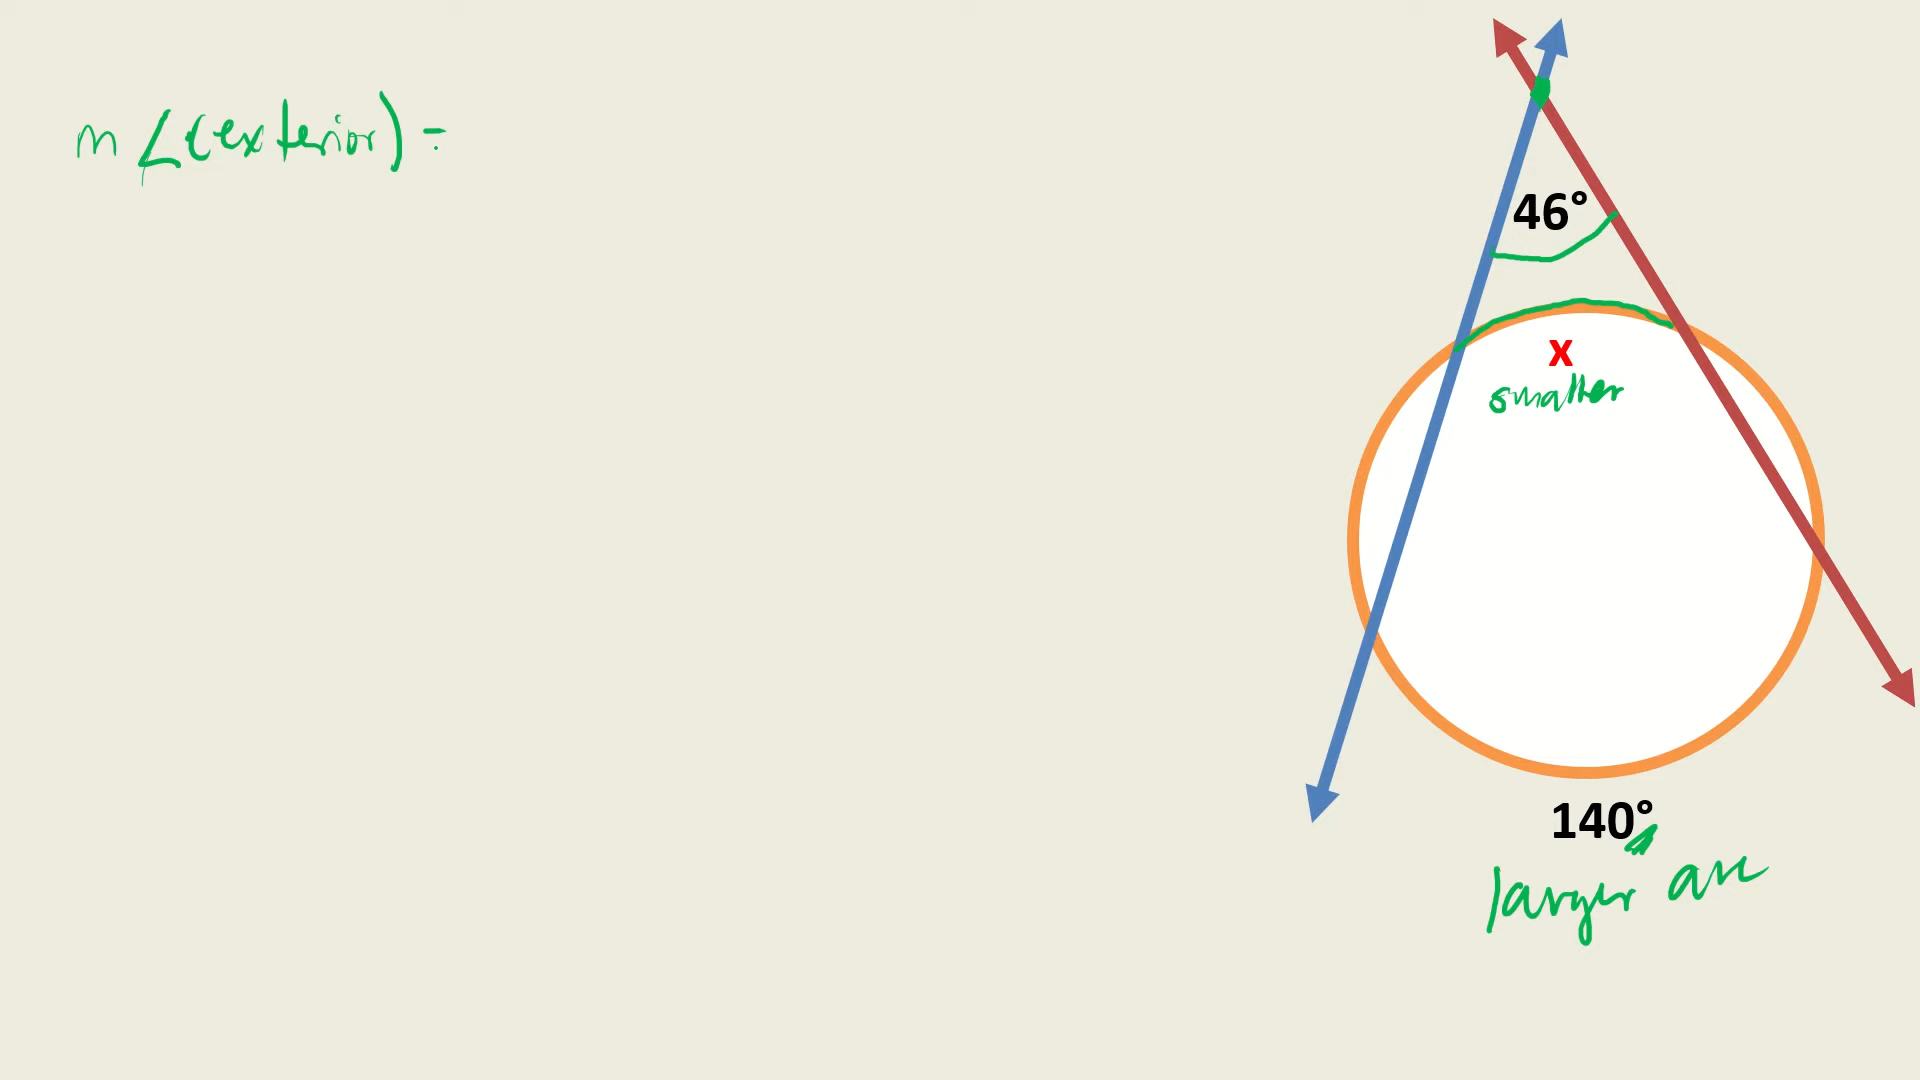 m∠(exterior) =
46°
x
smaller
140°
larger arc